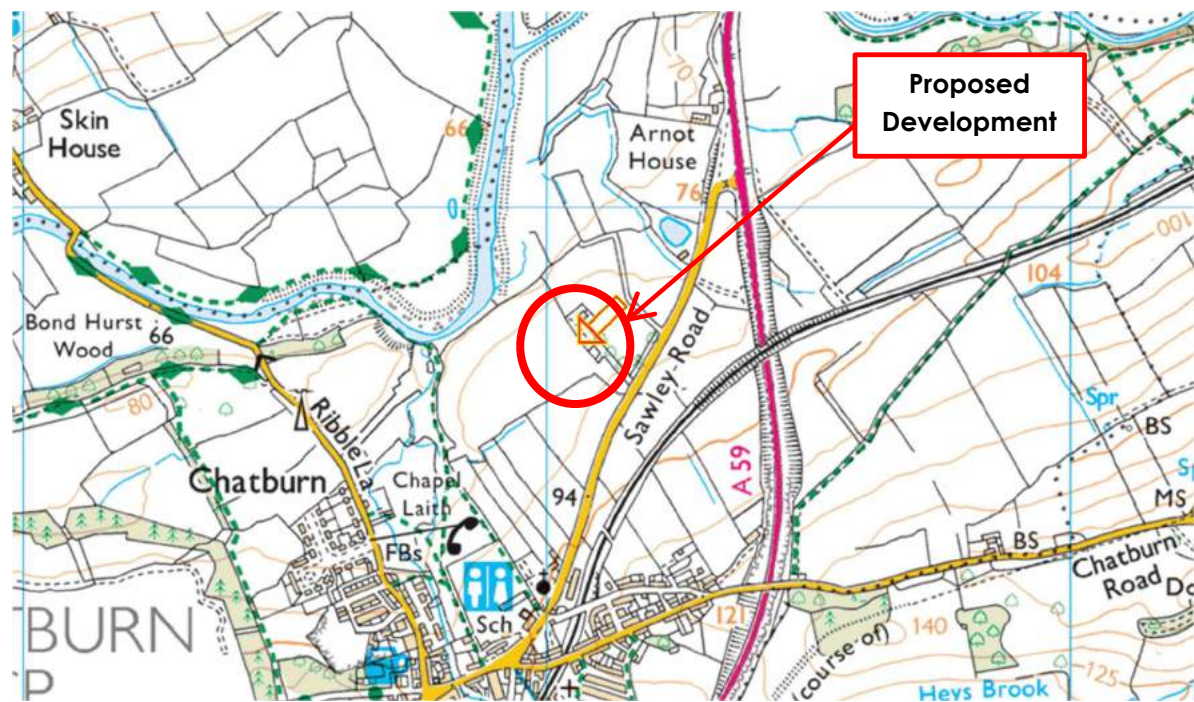 Proposed
Development
Skin
House
66
70
Arnot
House
76
104
100
Bond Hurst
Wood
66
80
Ribble La
Sawley Road
A 59
Spr
BS
Chatburn
Chapel
Laith
94
FBs
Sch
MS
BS
Chatburn
Road
121
140
(course of)
125
Heys Brook
BURN